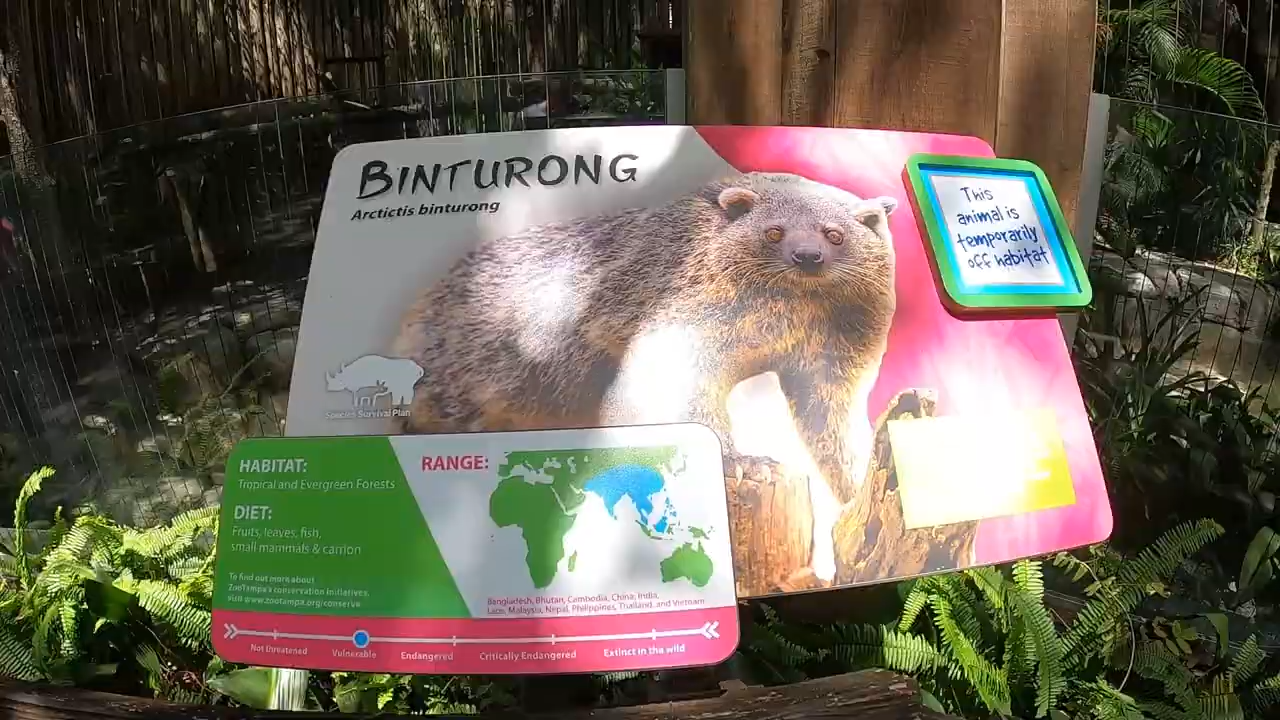 BINTURONG
Arctictis binturong
This
animal is
temporarily
off habitat
Species Survival Plan
HABITAT:
Tropical and Evergreen Forests
DIET:
Fruits, leaves, fish,
small mammals & carrion
To find out more about
ZooTampa's conservation initiatives,
visit www.zootampa.org/conserve.
RANGE:
Bangladesh, Bhutan, Cambodia, China, India,
Laos, Malaysia, Nepal, Philippines, Thailand, and Vietnam
Not threatened
Vulnerable
Endangered
Critically Endangered
Extinct in the wild